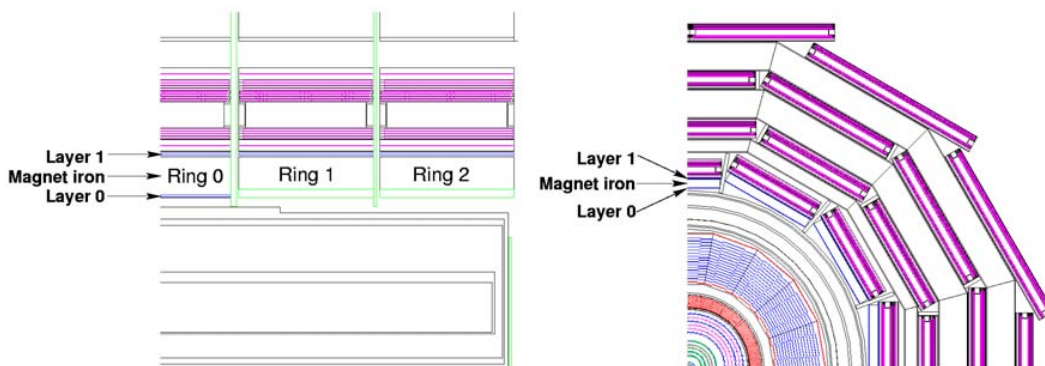 Layer 1
Magnet iron
Layer 0
Ring 0
Ring 1
Ring 2
Layer 1
Magnet iron
Layer 0